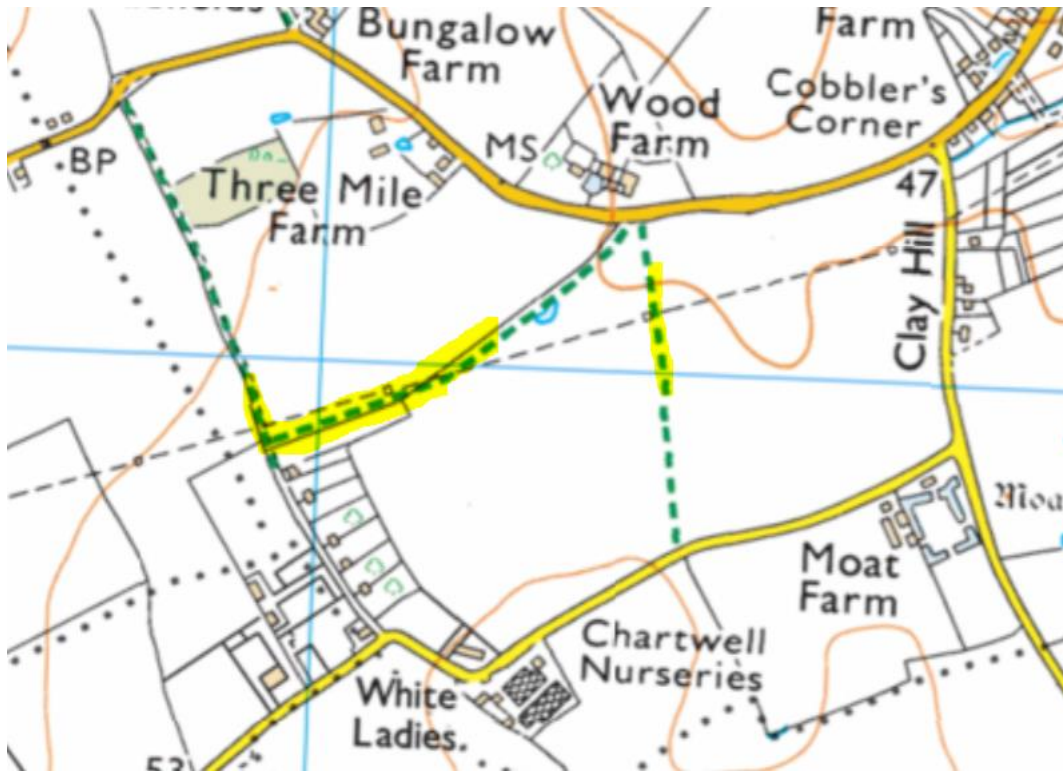 Bungalow
Farm
Farm
Cobbler's
Corner
Wood
Farm
MS
BP
Three Mile
Farm
47
Clay Hill
Moat
Farm
Chartwell
Nurseries
White
Ladies
53